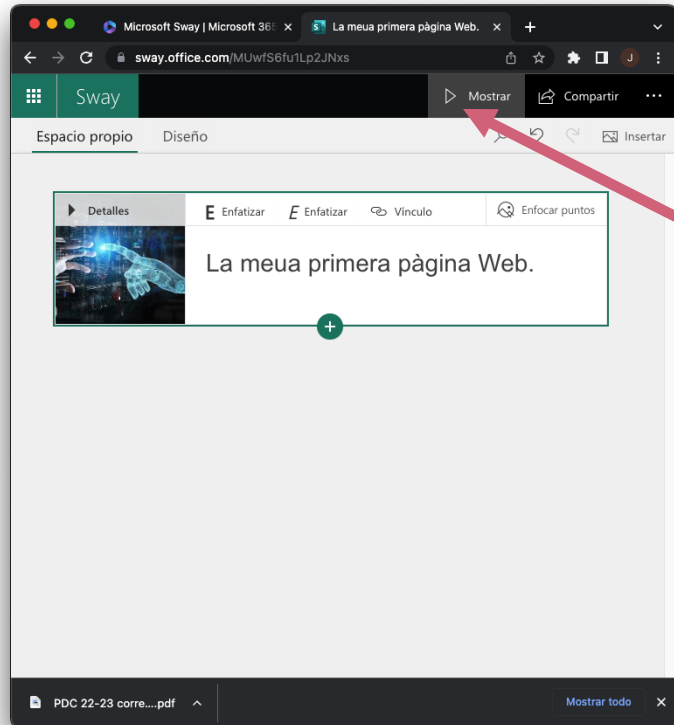 Microsoft Sway | Microsoft 365
La meua primera pàgina Web.
sway.office.com/MUwfS6fu1Lp2JNxs
J
Sway
Mostrar
Compartir
Espacio propio
Diseño
Insertar
Detalles
E Enfatizar
E Enfatizar
Vínculo
Enfocar puntos
La meua primera pàgina Web.
PDC 22-23 corre....pdf
Mostrar todo